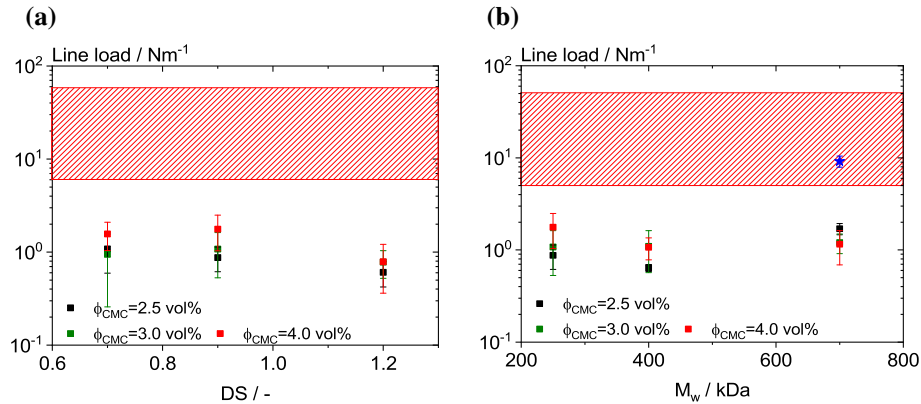 (a)
Line load / Nm⁻¹
10²
10¹
10⁰
10⁻¹
ϕCMC=2.5 vol%
ϕCMC=3.0 vol% ϕCMC=4.0 vol%
0.6 0.8 1.0 1.2
DS / -
(b)
Line load / Nm⁻¹
10²
10¹
10⁰
10⁻¹
ϕCMC=2.5 vol%
ϕCMC=3.0 vol% ϕCMC=4.0 vol%
200 400 600 800
Mw / kDa